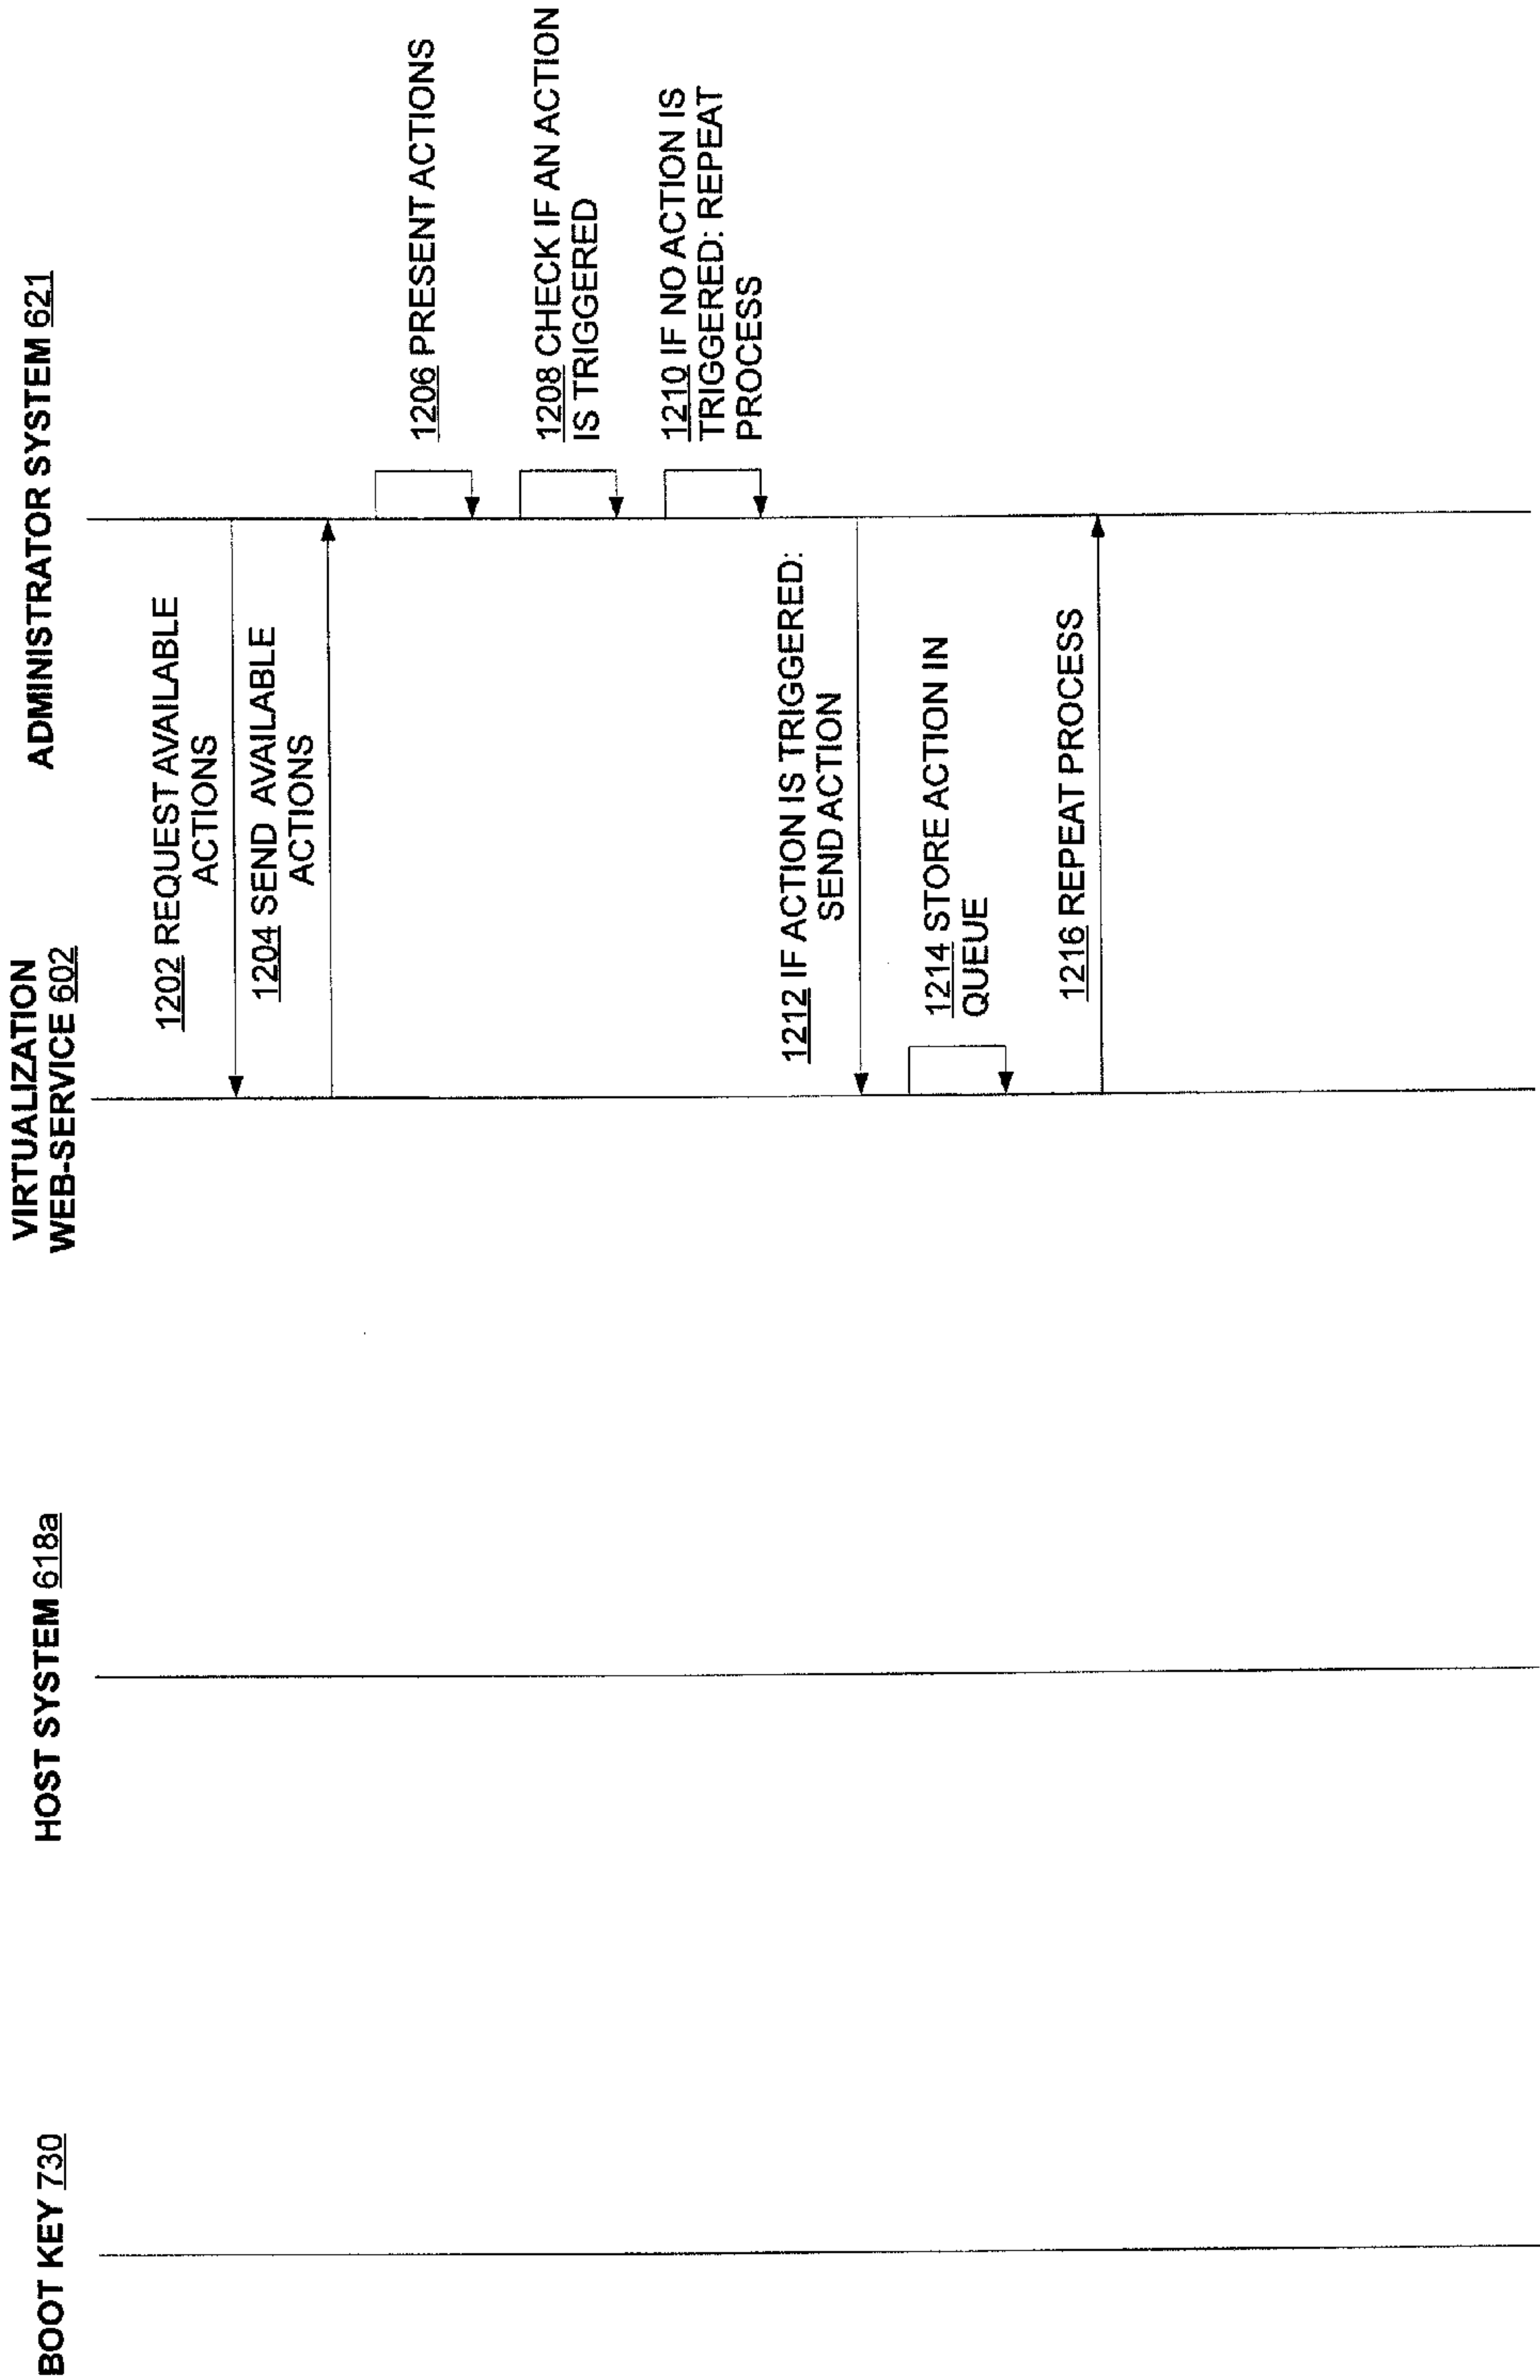 BOOT KEY 730
HOST SYSTEM 618a
VIRTUALIZATION
WEB-SERVICE 602
ADMINISTRATOR SYSTEM 621
1202 REQUEST AVAILABLE
ACTIONS
1204 SEND AVAILABLE
ACTIONS
1206 PRESENT ACTIONS
1208 CHECK IF AN ACTION
IS TRIGGERED
1210 IF NO ACTION IS
TRIGGERED: REPEAT
PROCESS
1212 IF ACTION IS TRIGGERED:
SEND ACTION
1214 STORE ACTION IN
QUEUE
1216 REPEAT PROCESS